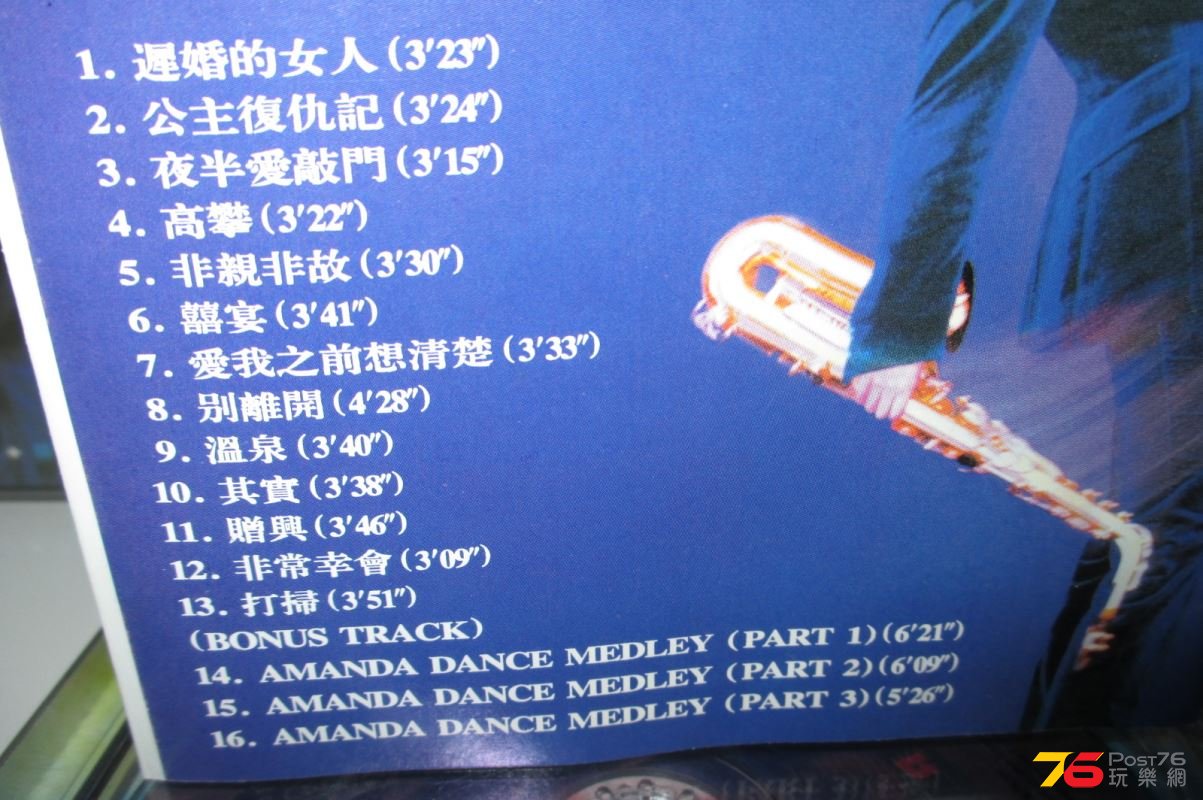 1. 遲婚的女人 (3'23")
2. 公主復仇記 (3'24")
3. 夜半愛敲門 (3'15")
4. 高攀 (3'22")
5. 非親非故 (3'30")
6. 囍宴 (3'41")
7. 愛我之前想清楚 (3'33")
8. 別離開 (4'28")
9. 溫泉 (3'40")
10. 其實 (3'38")
11. 贈興 (3'46")
12. 非常幸會 (3'09")
13. 打掃 (3'51")
(BONUS TRACK)
14. AMANDA DANCE MEDLEY (PART 1) (6'21")
15. AMANDA DANCE MEDLEY (PART 2) (6'09")
16. AMANDA DANCE MEDLEY (PART 3) (5'26")
76 Post76
玩樂網